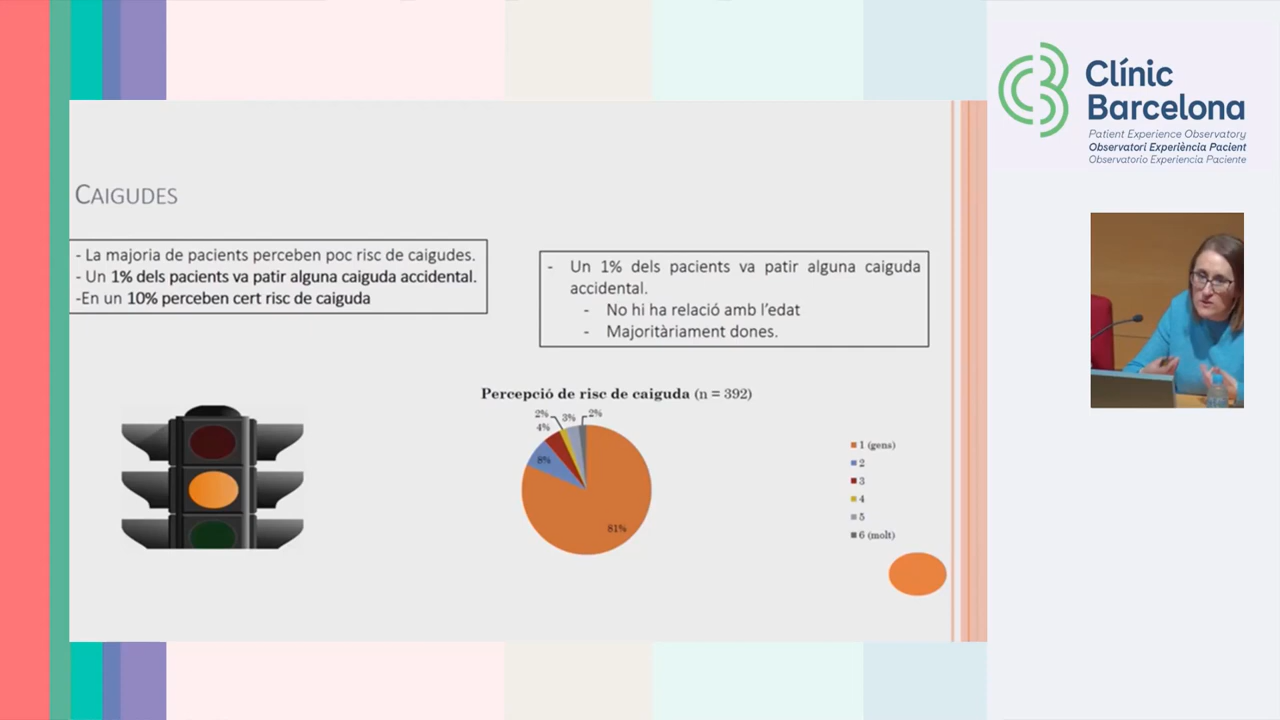 Clínic
Barcelona
Patient Experience Observatory
Observatori Experiència Pacient
Observatorio Experiencia Paciente
CAIGUDES
- La majoria de pacients perceben poc risc de caigudes.
- Un 1% dels pacients va patir alguna caiguda accidental.
-En un 10% perceben cert risc de caiguda
- Un 1% dels pacients va patir alguna caiguda
accidental.
- No hi ha relació amb l'edat
- Majoritàriament dones.
Percepció de risc de caiguda (n = 392)
2% 3% 2%
4%
8%
81%
1 (gens)
2
3
4
5
6 (molt)